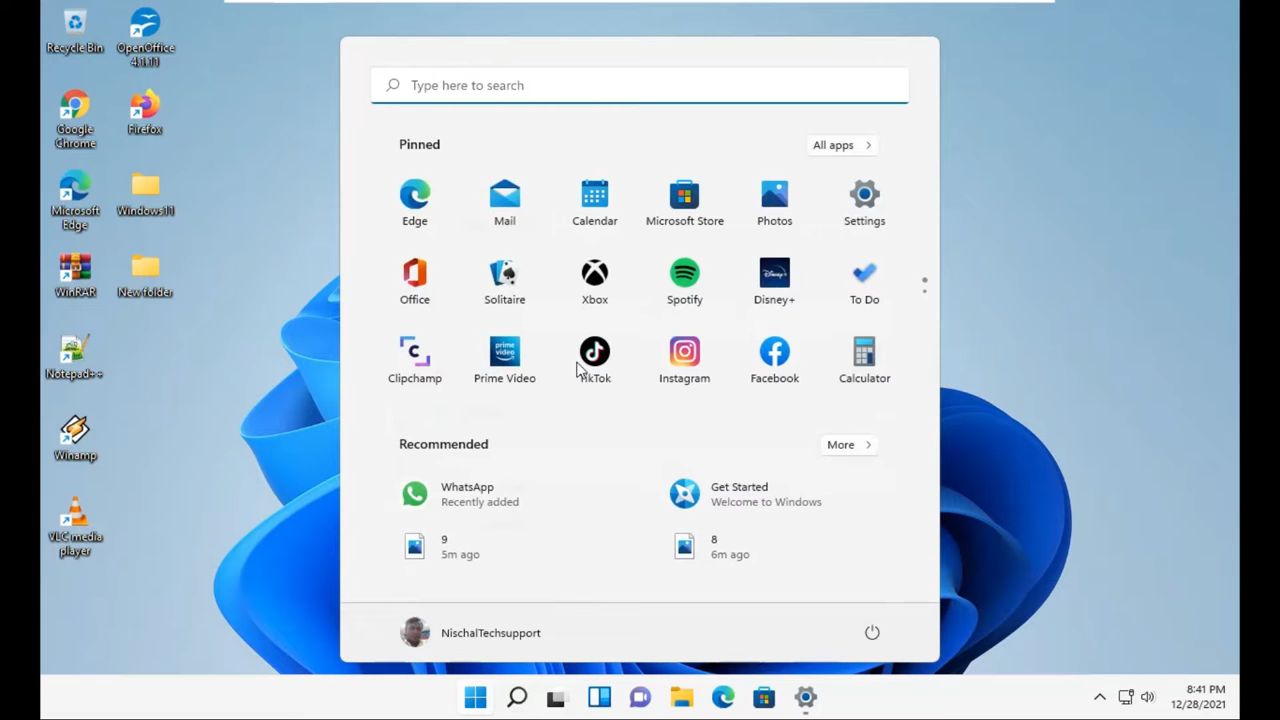 Recycle Bin
OpenOffice
4.1.11
Google
Chrome
Firefox
Microsoft
Edge
Windows11
WinRAR
New folder
Notepad++
Winamp
VLC media
player
Type here to search
Pinned
All apps
Edge
Mail
Calendar
Microsoft Store
Photos
Settings
Office
Solitaire
Xbox
Spotify
Disney+
To Do
prime
video
Clipchamp
Prime Video
TikTok
Instagram
Facebook
Calculator
Recommended
More
WhatsApp
Recently added
Get Started
Welcome to Windows
9
5m ago
8
6m ago
NischalTechsupport
8:41 PM
12/28/2021